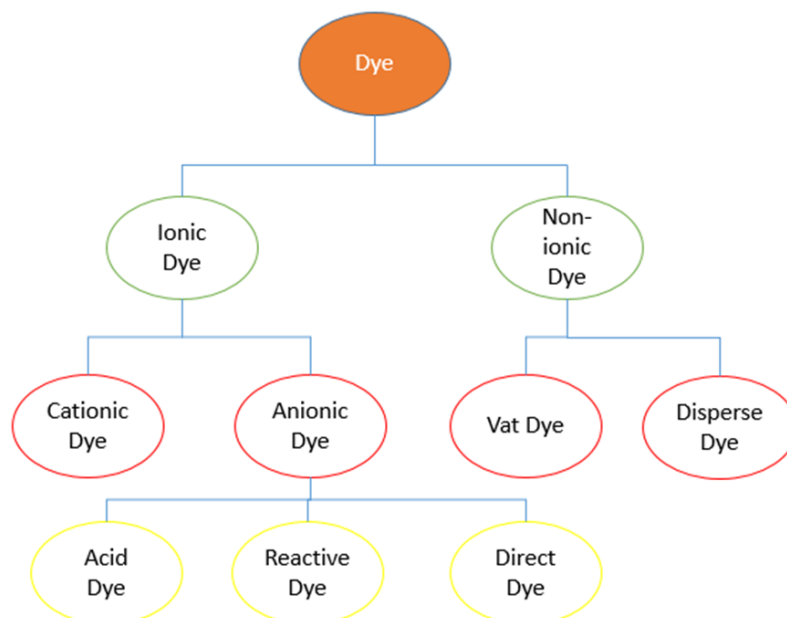 Dye
Ionic
Dye
Non-
ionic
Dye
Cationic
Dye
Anionic
Dye
Vat Dye
Disperse
Dye
Acid
Dye
Reactive
Dye
Direct
Dye